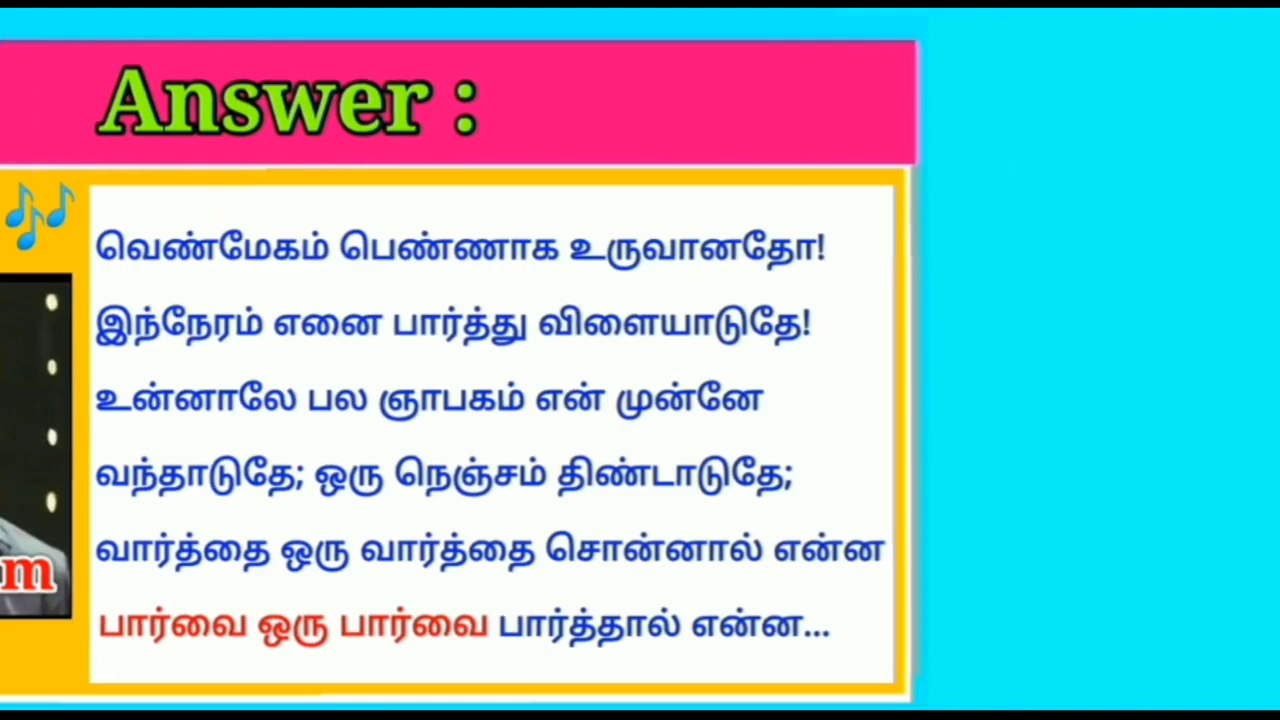 Answer :
வெண்மேகம் பெண்ணாக உருவானதோ!
இந்நேரம் எனை பார்த்து விளையாடுதே!
உன்னாலே பல ஞாபகம் என் முன்னே
வந்தாடுதே; ஒரு நெஞ்சம் திண்டாடுதே;
வார்த்தை ஒரு வார்த்தை சொன்னால் என்ன
பார்வை ஒரு பார்வை பார்த்தால் என்ன...
m